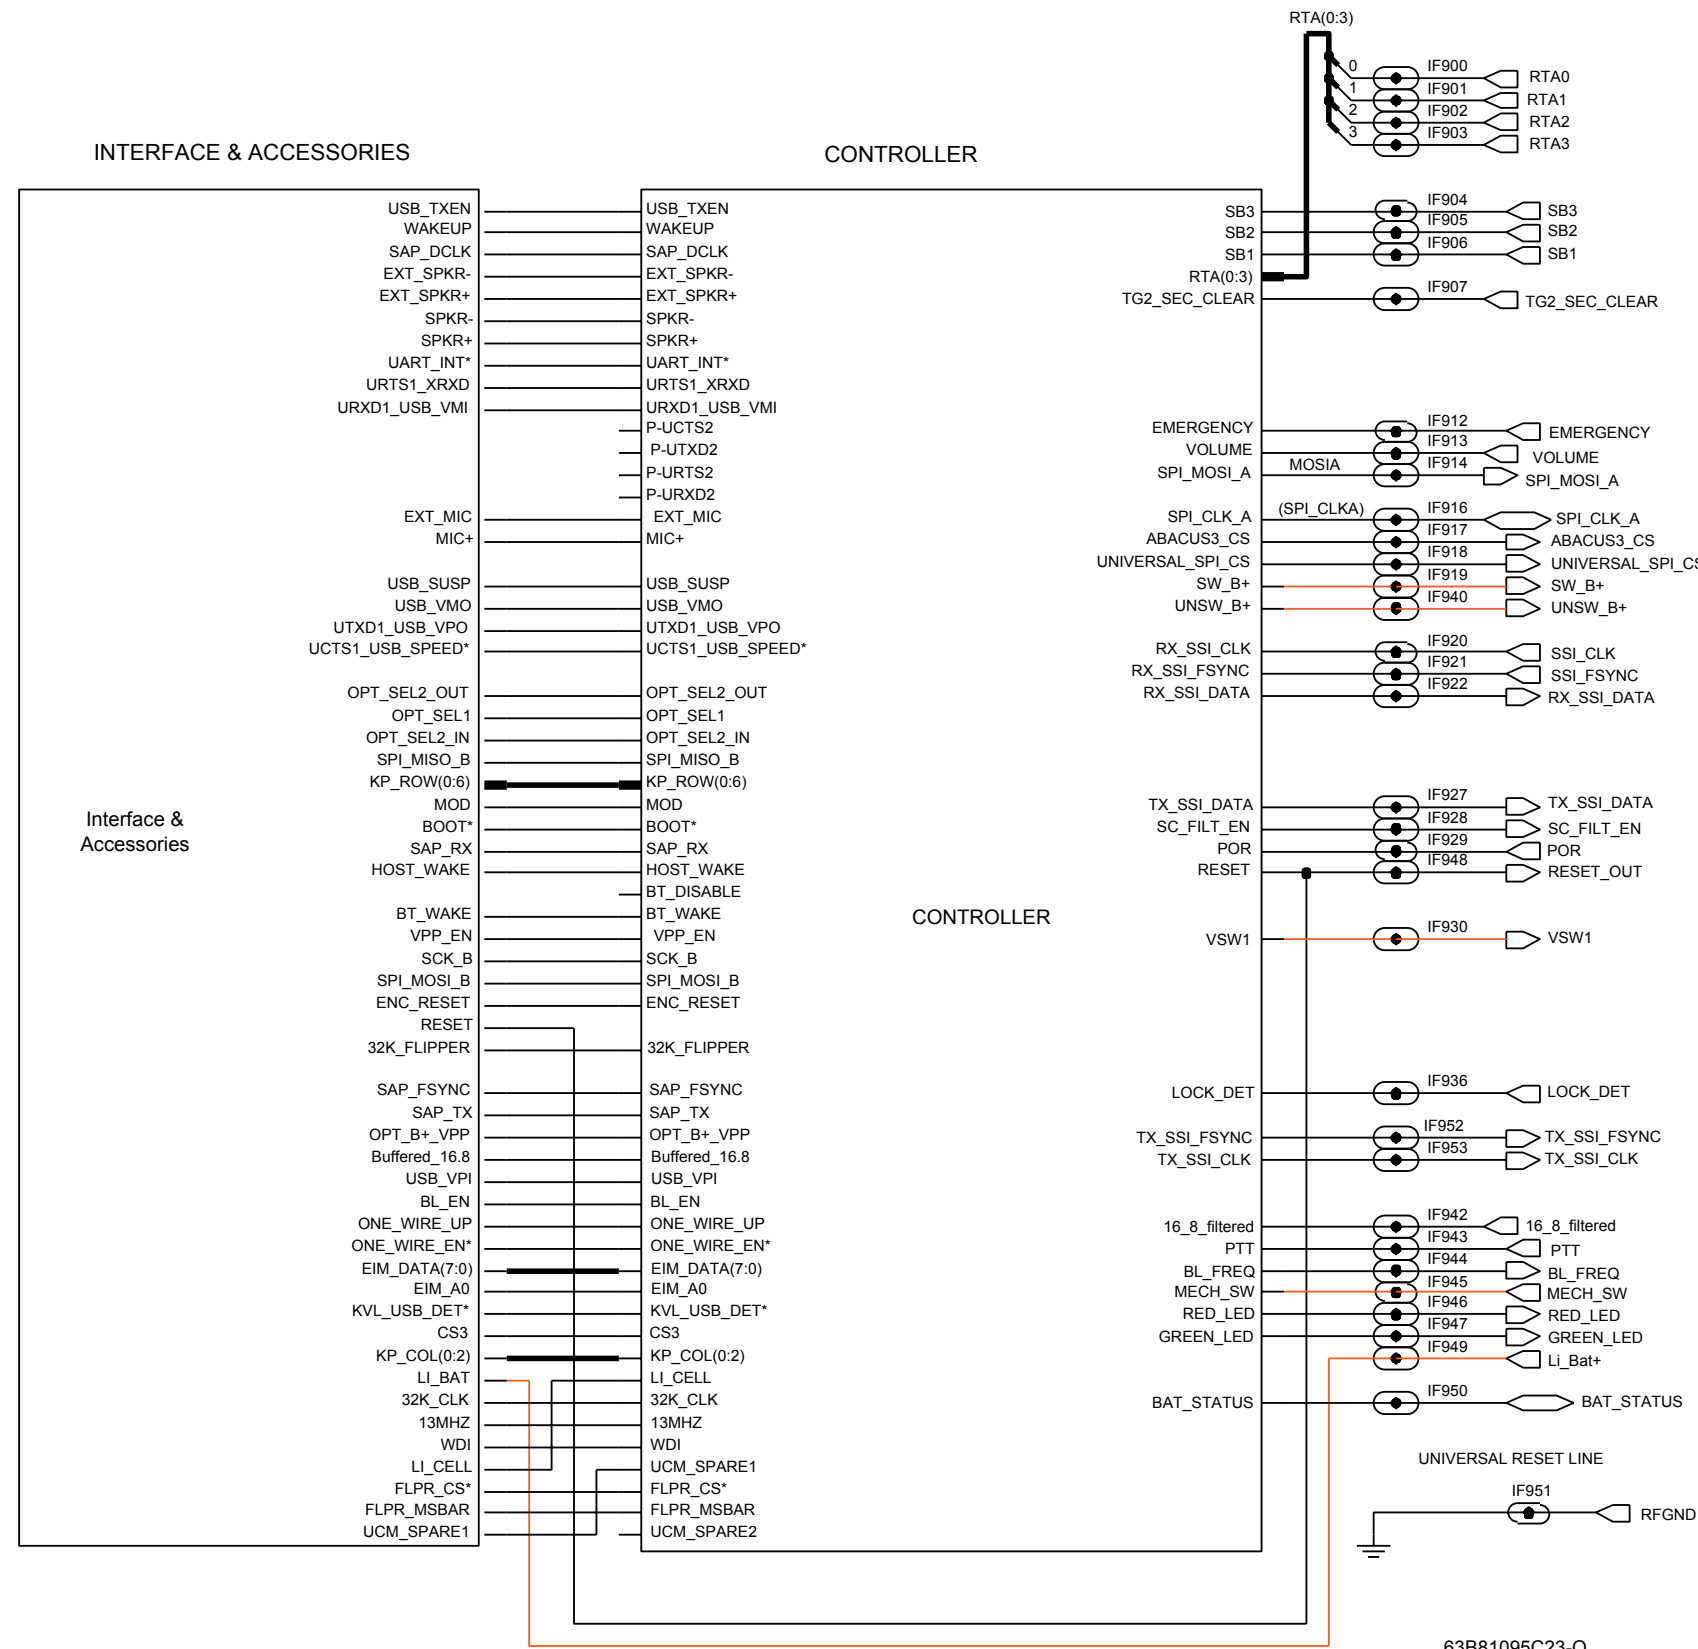 RTA(0:3)
0 IF900 RTA0
1 IF901 RTA1
2 IF902 RTA2
3 IF903 RTA3
INTERFACE & ACCESSORIES
CONTROLLER
USB_TXEN USB_TXEN SB3 IF904 SB3
WAKEUP WAKEUP SB2 IF905 SB2
SAP_DCLK SAP_DCLK SB1 IF906 SB1
EXT_SPKR- EXT_SPKR- RTA(0:3)
EXT_SPKR+ EXT_SPKR+ TG2_SEC_CLEAR IF907 TG2_SEC_CLEAR
SPKR- SPKR-
SPKR+ SPKR+
UART_INT* UART_INT*
URTS1_XRXD URTS1_XRXD
URXD1_USB_VMI URXD1_USB_VMI
P-UCTS2 EMERGENCY IF912 EMERGENCY
P-UTXD2 VOLUME IF913 VOLUME
P-URTS2 SPI_MOSI_A MOSIA IF914 SPI_MOSI_A
P-URXD2
EXT_MIC EXT_MIC SPI_CLK_A (SPI_CLKA) IF916 SPI_CLK_A
MIC+ MIC+ ABACUS3_CS IF917 ABACUS3_CS
UNIVERSAL_SPI_CS IF918 UNIVERSAL_SPI_CS
USB_SUSP USB_SUSP SW_B+ IF919 SW_B+
USB_VMO USB_VMO UNSW_B+ IF940 UNSW_B+
UTXD1_USB_VPO UTXD1_USB_VPO
UCTS1_USB_SPEED* UCTS1_USB_SPEED* RX_SSI_CLK IF920 SSI_CLK
RX_SSI_FSYNC IF921 SSI_FSYNC
OPT_SEL2_OUT OPT_SEL2_OUT RX_SSI_DATA IF922 RX_SSI_DATA
OPT_SEL1 OPT_SEL1
OPT_SEL2_IN OPT_SEL2_IN
SPI_MISO_B SPI_MISO_B
KP_ROW(0:6) KP_ROW(0:6)
MOD MOD TX_SSI_DATA IF927 TX_SSI_DATA
Interface &
Accessories
BOOT* BOOT* SC_FILT_EN IF928 SC_FILT_EN
SAP_RX SAP_RX POR IF929 POR
HOST_WAKE HOST_WAKE RESET IF948 RESET_OUT
BT_DISABLE
BT_WAKE BT_WAKE
CONTROLLER
VPP_EN VPP_EN VSW1 IF930 VSW1
SCK_B SCK_B
SPI_MOSI_B SPI_MOSI_B
ENC_RESET ENC_RESET
RESET
32K_FLIPPER 32K_FLIPPER
SAP_FSYNC SAP_FSYNC LOCK_DET IF936 LOCK_DET
SAP_TX SAP_TX
OPT_B+_VPP OPT_B+_VPP TX_SSI_FSYNC IF952 TX_SSI_FSYNC
Buffered_16.8 Buffered_16.8 TX_SSI_CLK IF953 TX_SSI_CLK
USB_VPI USB_VPI
BL_EN BL_EN
ONE_WIRE_UP ONE_WIRE_UP 16_8_filtered IF942 16_8_filtered
ONE_WIRE_EN* ONE_WIRE_EN* PTT IF943 PTT
EIM_DATA(7:0) EIM_DATA(7:0) BL_FREQ IF944 BL_FREQ
EIM_A0 EIM_A0 MECH_SW IF945 MECH_SW
KVL_USB_DET* KVL_USB_DET* RED_LED IF946 RED_LED
CS3 CS3 GREEN_LED IF947 GREEN_LED
KP_COL(0:2) KP_COL(0:2) IF949 Li_Bat+
LI_BAT LI_CELL
32K_CLK 32K_CLK BAT_STATUS IF950 BAT_STATUS
13MHZ 13MHZ
WDI WDI
LI_CELL UCM_SPARE1 UNIVERSAL RESET LINE
FLPR_CS* FLPR_CS* IF951
FLPR_MSBAR FLPR_MSBAR RFGND
UCM_SPARE1 UCM_SPARE2